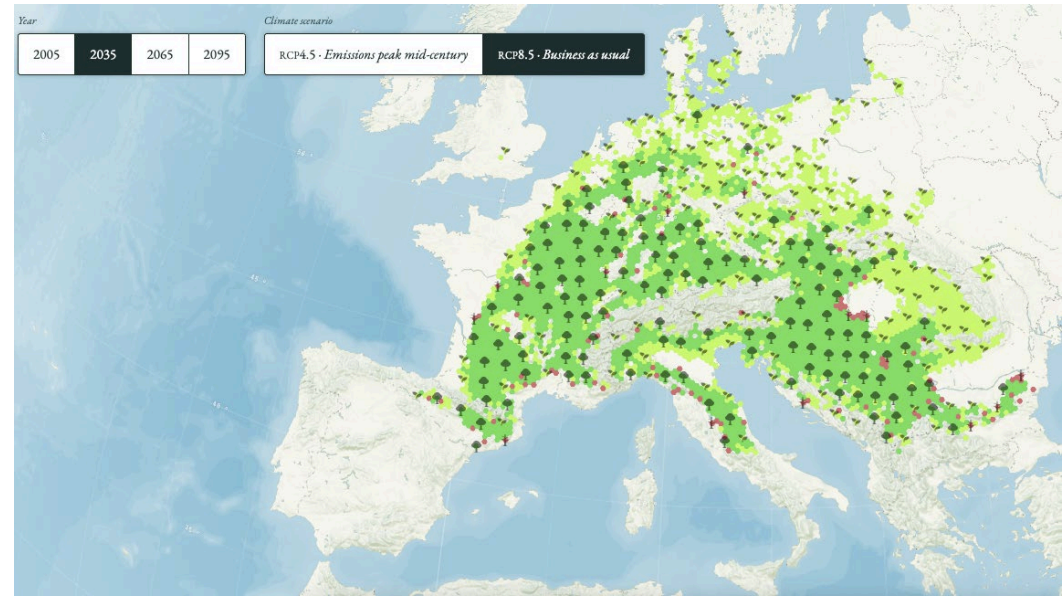 Year
Climate scenario
2005
2035
2065
2095
RCP4.5 · Emissions peak mid-century
RCP8.5 · Business as usual